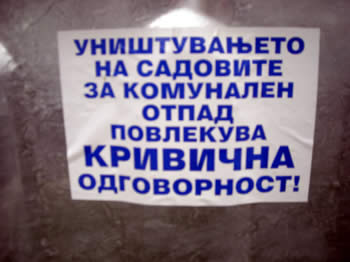 УНИШТУВАЊЕТО
НА САДОВИТЕ
ЗА КОМУНАЛЕН
ОТПАД
ПОВЛЕКУВА
КРИВИЧНА
ОДГОВОРНОСТ!